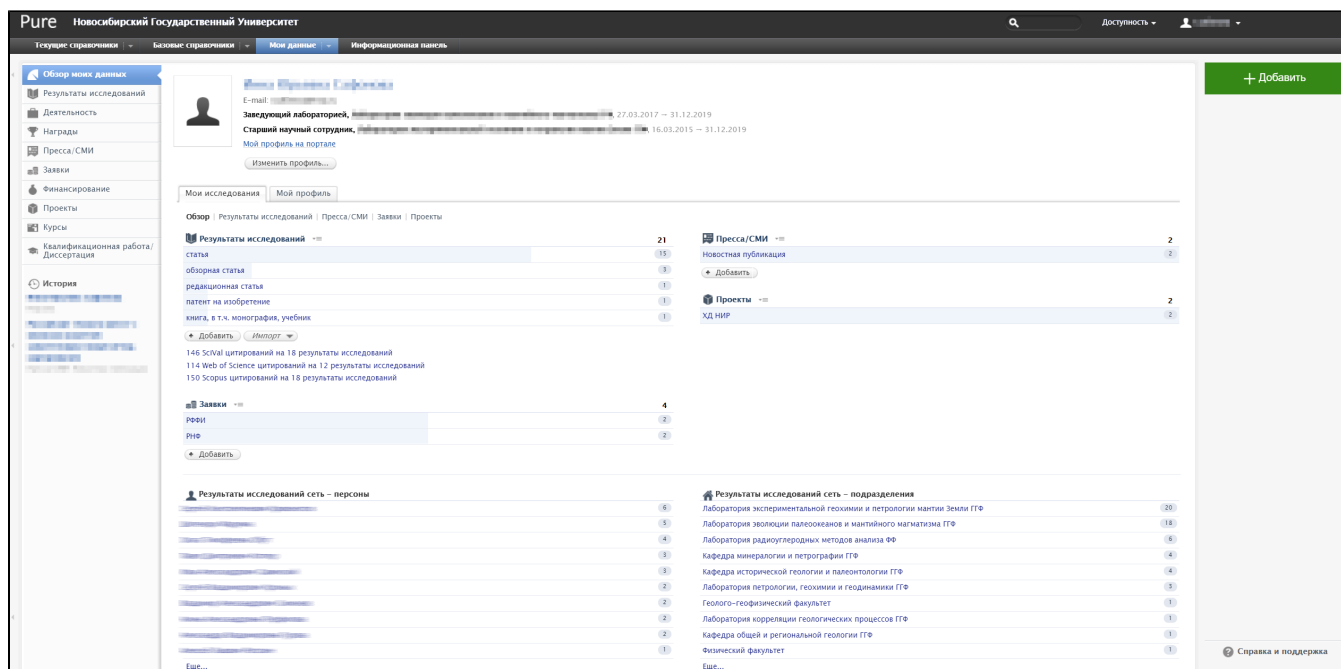 Pure Новосибирский Государственный Университет
Доступность
Текущие справочники Базовые справочники Мои данные Информационная панель
Обзор моих данных
Результаты исследований
Деятельность
Награды
Пресса/СМИ
Заявки
Финансирование
Проекты
Курсы
Квалификационная работа/
Диссертация
История
E-mail:
Заведующий лабораторией, 27.03.2017 — 31.12.2019
Старший научный сотрудник, 16.03.2015 — 31.12.2019
Мой профиль на портале
Изменить профиль...
Мои исследования Мой профиль
Обзор | Результаты исследований | Пресса/СМИ | Заявки | Проекты
Результаты исследований 21
статья 15
обзорная статья 3
редакционная статья 1
патент на изобретение 1
книга, в т.ч. монография, учебник 1
+ Добавить Импорт
146 SciVal цитирований на 18 результаты исследований
114 Web of Science цитирований на 12 результаты исследований
150 Scopus цитирований на 18 результаты исследований
Заявки 4
РФФИ 2
РНФ 2
+ Добавить
Пресса/СМИ 2
Новостная публикация 2
+ Добавить
Проекты 2
ХД НИР 2
Результаты исследований сеть – персоны
6
5
4
3
3
2
2
2
2
1
Еще...
Результаты исследований сеть – подразделения
Лаборатория экспериментальной геохимии и петрологии мантии Земли ГГФ 20
Лаборатория эволюции палеоокеанов и мантийного магматизма ГГФ 18
Лаборатория радиоуглеродных методов анализа ФФ 6
Кафедра минералогии и петрографии ГГФ 4
Кафедра исторической геологии и палеонтологии ГГФ 4
Лаборатория петрологии, геохимии и геодинамики ГГФ 3
Геолого-геофизический факультет 1
Лаборатория корреляции геологических процессов ГГФ 1
Кафедра общей и региональной геологии ГГФ 1
Физический факультет 1
Еще...
+ Добавить
Справка и поддержка